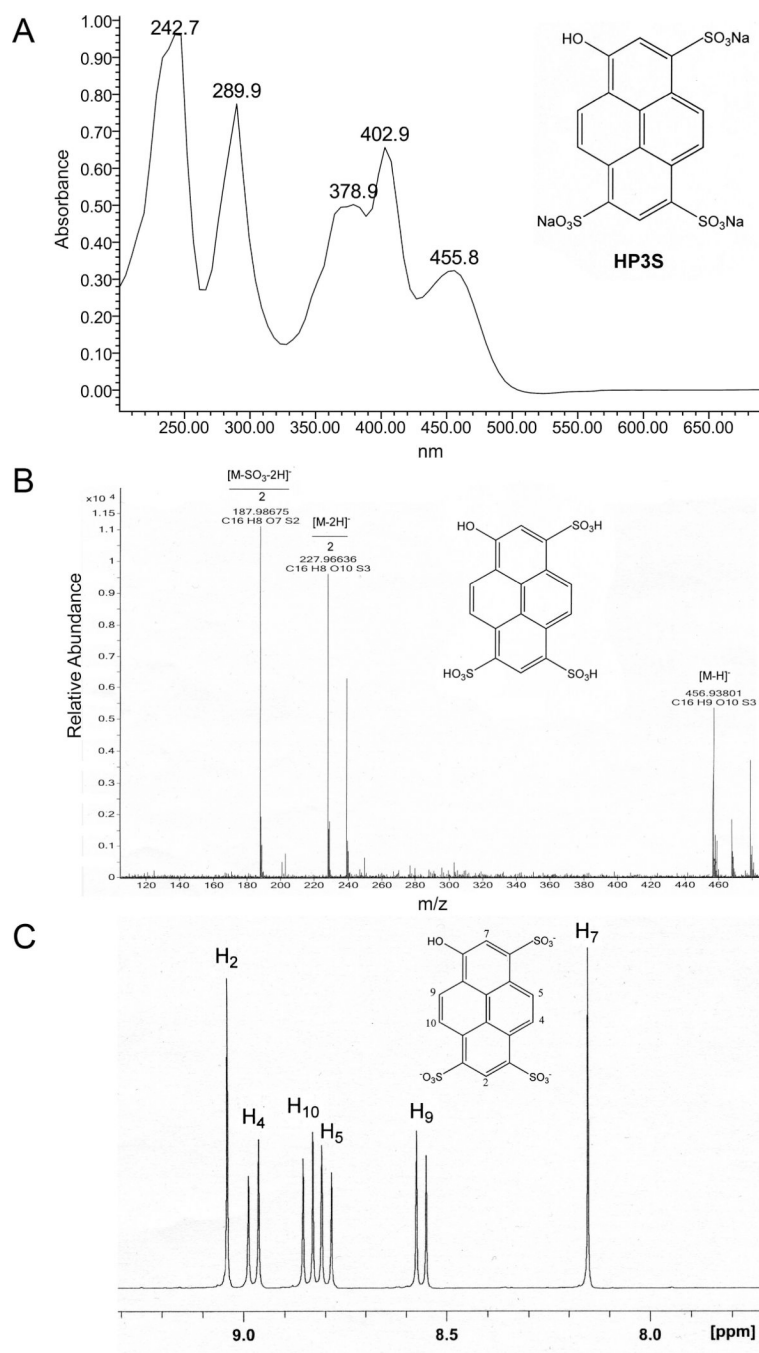 A
1.00
0.90
0.80
0.70
0.60
0.50
0.40
0.30
0.20
0.10
0.00
Absorbance
242.7
289.9
378.9
402.9
455.8
HO
SO3Na
NaO3S
SO3Na
HP3S
250.00 300.00 350.00 400.00 450.00 500.00 550.00 600.00 650.00
nm
B
×10 4
1.15
1.1
1
0.9
0.8
0.7
0.6
0.5
0.4
0.3
0.2
0.1
0
Relative Abundance
[M-SO3-2H]-
2
187.98675
C16 H8 O7 S2
[M-2H]-
2
227.96636
C16 H8 O10 S3
HO
SO3H
HO3S
SO3H
[M-H]-
456.93801
C16 H9 O10 S3
120 140 160 180 200 220 240 260 280 300 320 340 360 380 400 420 440 460
m/z
C
H2
H4
H10
H5
H9
H7
HO
7
SO3-
9
5
10
4
-O3S
2
SO3-
9.0 8.5 8.0 [ppm]